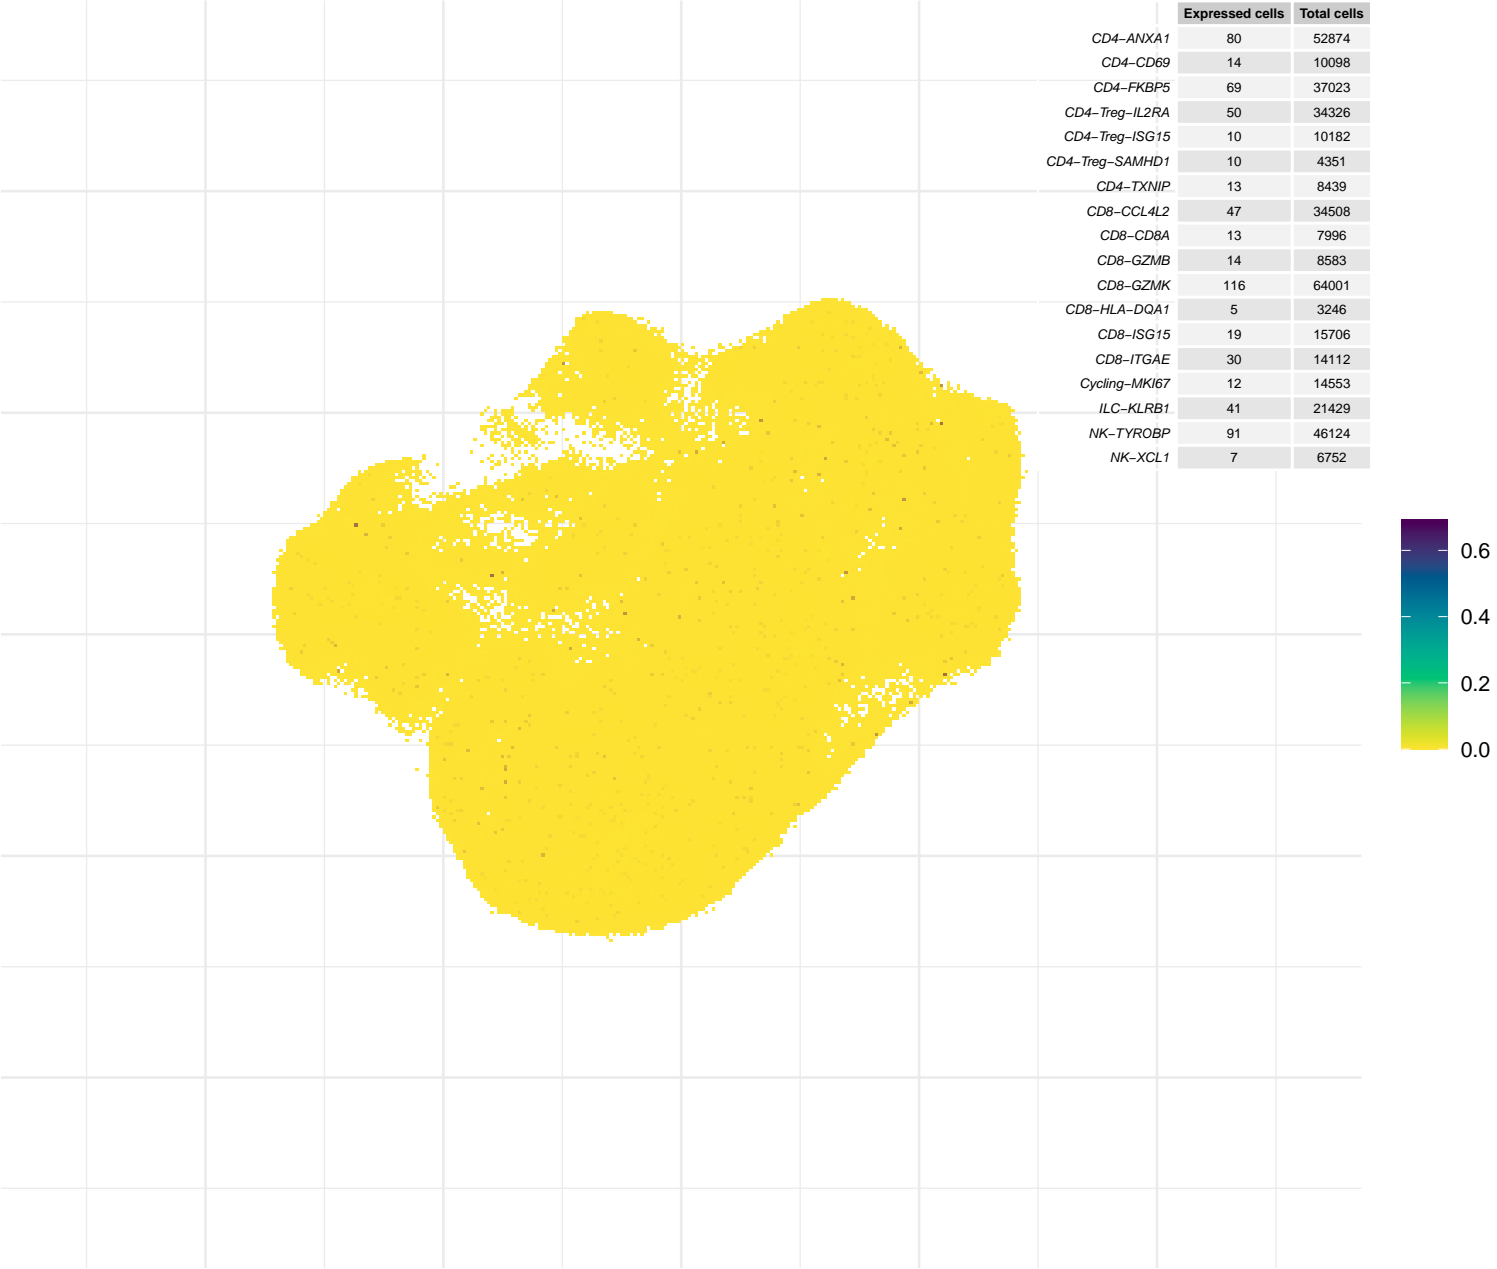 Expressed cells Total cells
CD4−ANXA1 80 52874
CD4−CD69 14 10098
CD4−FKBP5 69 37023
CD4−Treg−IL2RA 50 34326
CD4−Treg−ISG15 10 10182
CD4−Treg−SAMHD1 10 4351
CD4−TXNIP 13 8439
CD8−CCL4L2 47 34508
CD8−CD8A 13 7996
CD8−GZMB 14 8583
CD8−GZMK 116 64001
CD8−HLA−DQA1 5 3246
CD8−ISG15 19 15706
CD8−ITGAE 30 14112
Cycling−MKI67 12 14553
ILC−KLRB1 41 21429
NK−TYROBP 91 46124
NK−XCL1 7 6752
0.6
0.4
0.2
0.0